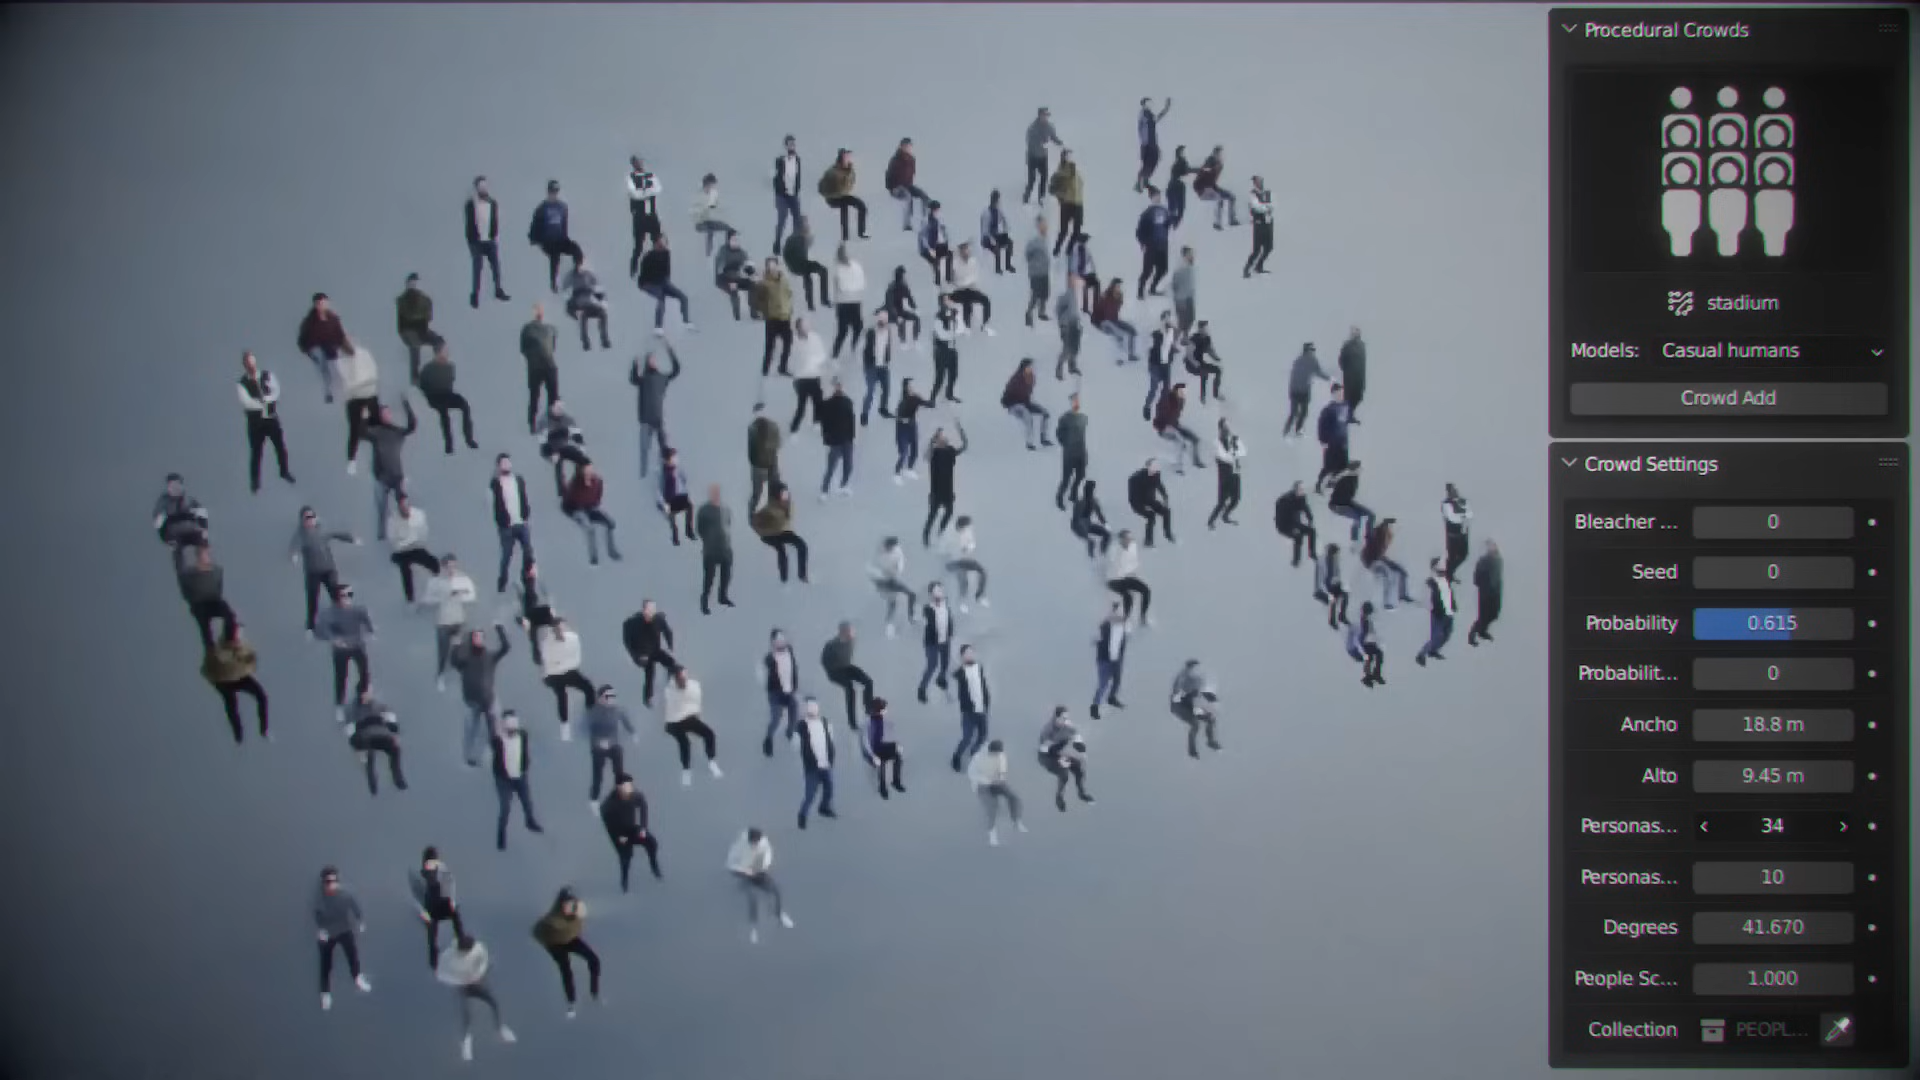 Procedural Crowds
stadium
Models: Casual humans
Crowd Add
Crowd Settings
Bleacher ... 0
Seed 0
Probability 0.615
Probabilit... 0
Ancho 18.8 m
Alto 9.45 m
Personas... 34
Personas... 10
Degrees 41.670
People Sc... 1.000
Collection PEOPL...